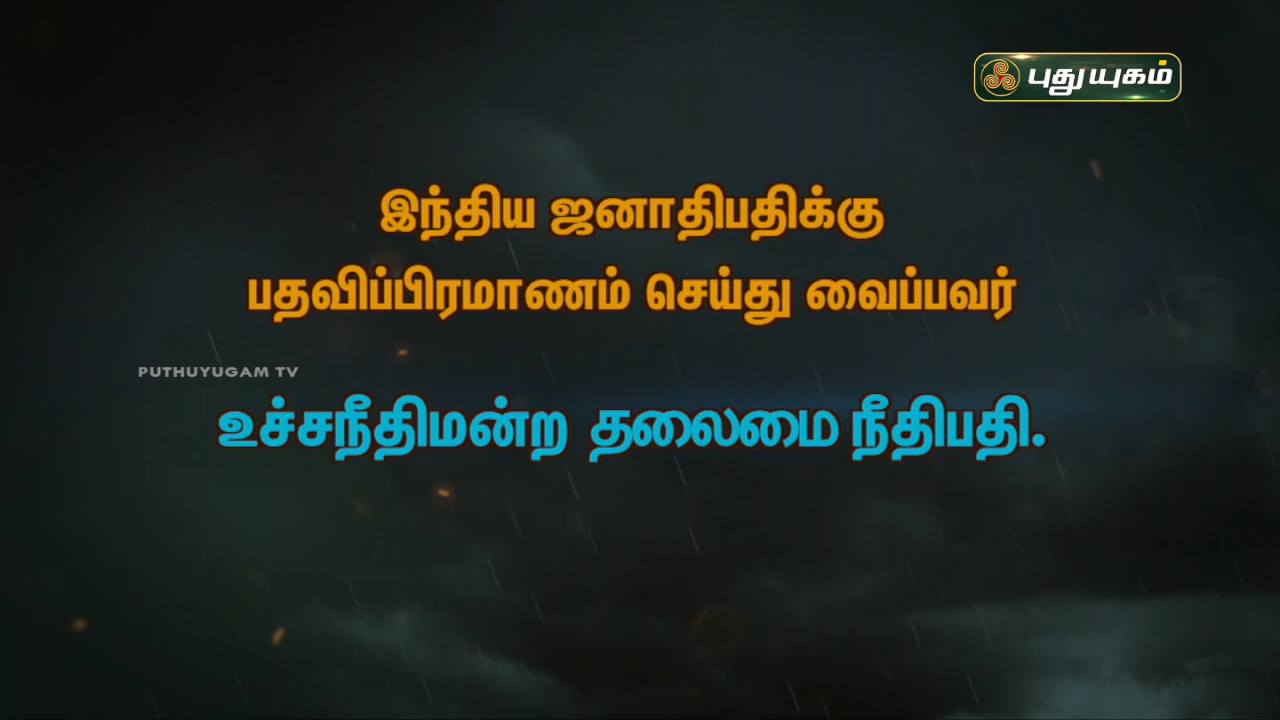 புதுயுகம்
இந்திய ஜனாதிபதிக்கு
பதவிப்பிரமாணம் செய்து வைப்பவர்
PUTHUYUGAM TV
உச்சநீதிமன்ற தலைமை நீதிபதி.